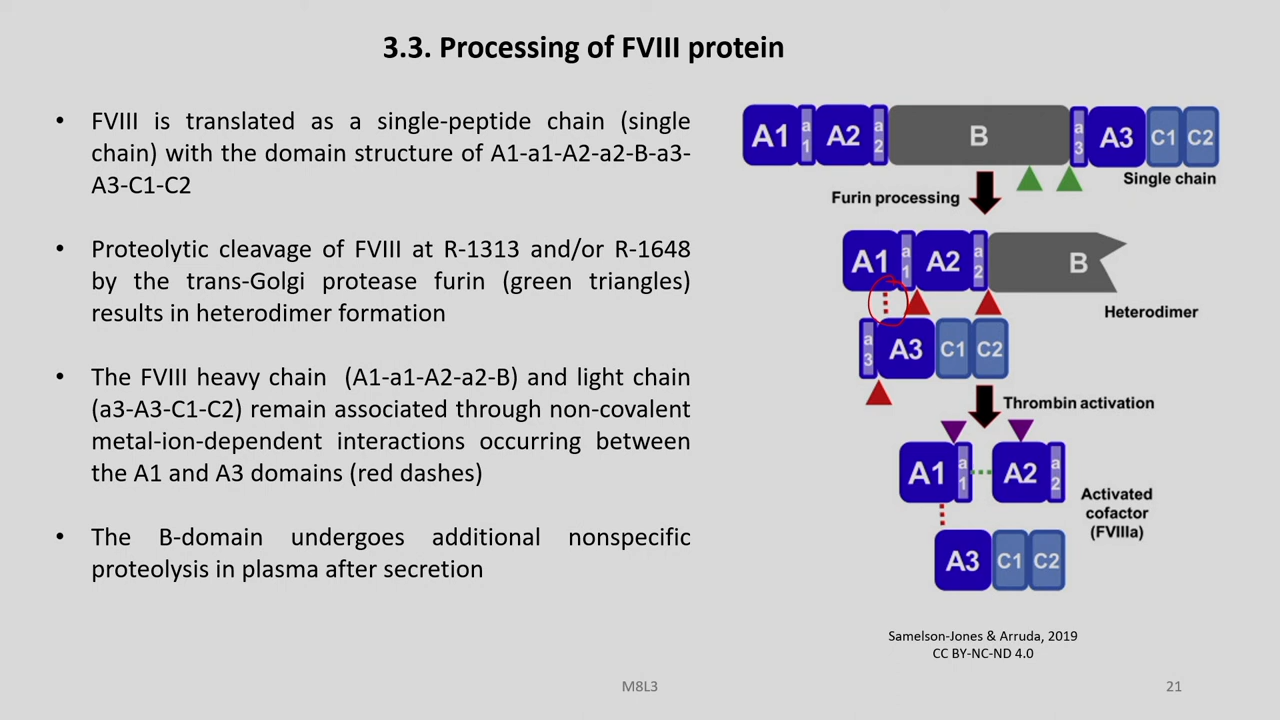 3.3. Processing of FVIII protein
• FVIII is translated as a single-peptide chain (single
chain) with the domain structure of A1-a1-A2-a2-B-a3-
A3-C1-C2
• Proteolytic cleavage of FVIII at R-1313 and/or R-1648
by the trans-Golgi protease furin (green triangles)
results in heterodimer formation
• The FVIII heavy chain (A1-a1-A2-a2-B) and light chain
(a3-A3-C1-C2) remain associated through non-covalent
metal-ion-dependent interactions occurring between
the A1 and A3 domains (red dashes)
• The B-domain undergoes additional nonspecific
proteolysis in plasma after secretion
A1 a1 A2 a2 B a3 A3 C1 C2
Single chain
Furin processing
A1 a1 A2 a2 B
Heterodimer
a3 A3 C1 C2
Thrombin activation
A1 a1 A2 a2
Activated
cofactor
(FVIIIa)
A3 C1 C2
Samelson-Jones & Arruda, 2019
CC BY-NC-ND 4.0
M8L3
21